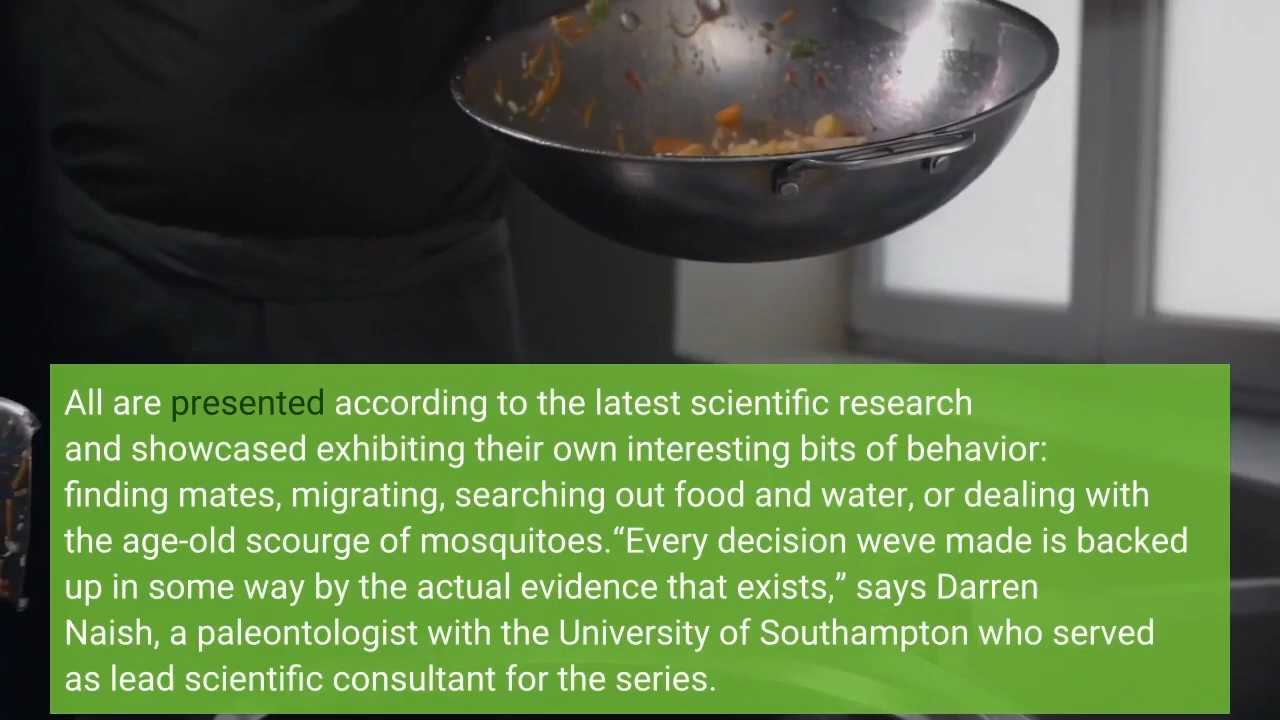 All are presented according to the latest scientific research
and showcased exhibiting their own interesting bits of behavior:
finding mates, migrating, searching out food and water, or dealing with
the age-old scourge of mosquitoes.“Every decision weve made is backed
up in some way by the actual evidence that exists,” says Darren
Naish, a paleontologist with the University of Southampton who served
as lead scientific consultant for the series.